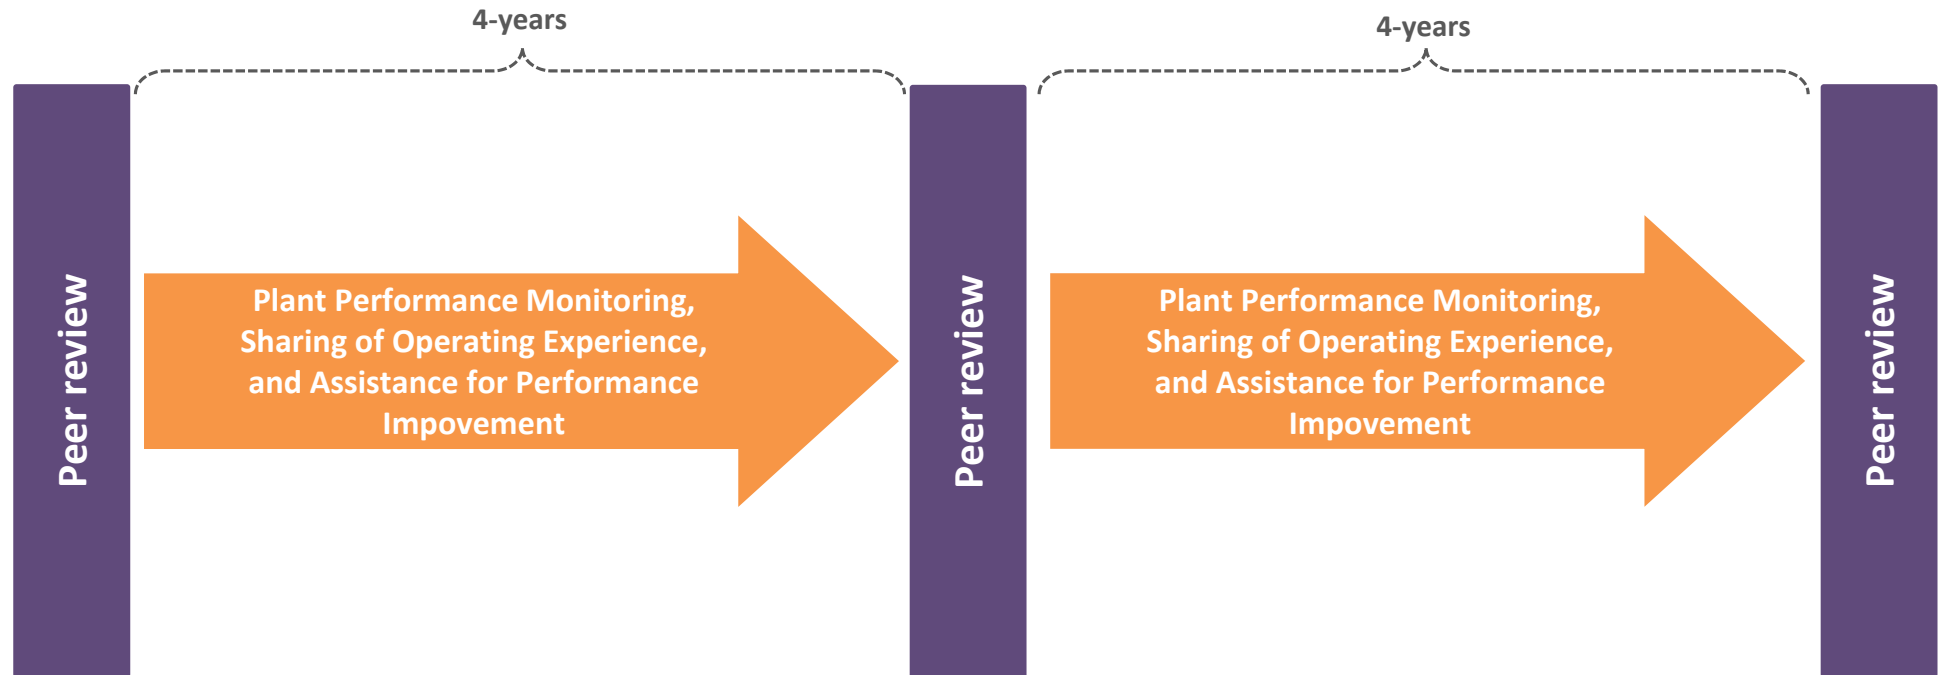 4-years
4-years
Peer review
Plant Performance Monitoring,
Sharing of Operating Experience,
and Assistance for Performance
Impovement
Peer review
Plant Performance Monitoring,
Sharing of Operating Experience,
and Assistance for Performance
Impovement
Peer review